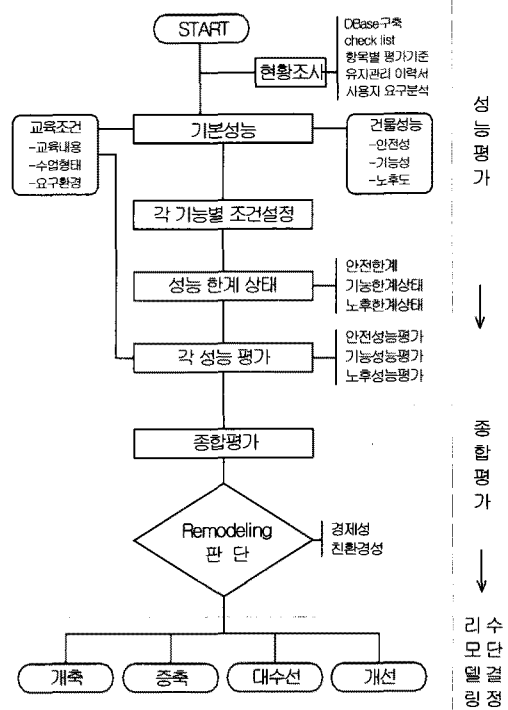 START
DBase구축
check list
항목별 평가기준
유지관리 이력서
사용자 요구분석
현황조사
교육조건
-교육내용
-수업형태
-요구환경
기본성능
건물성능
-안전성
-기능성
-노후도
각 기능별 조건설정
성능 한계 상태
안전한계
기능한계상태
노후한계상태
각 성능 평가
안전성능평가
기능성능평가
노후성능평가
종합평가
Remodeling
판 단
경제성
친환경성
개축
증축
대수선
개선
성능평가
종합평가
리모델링
수단결정